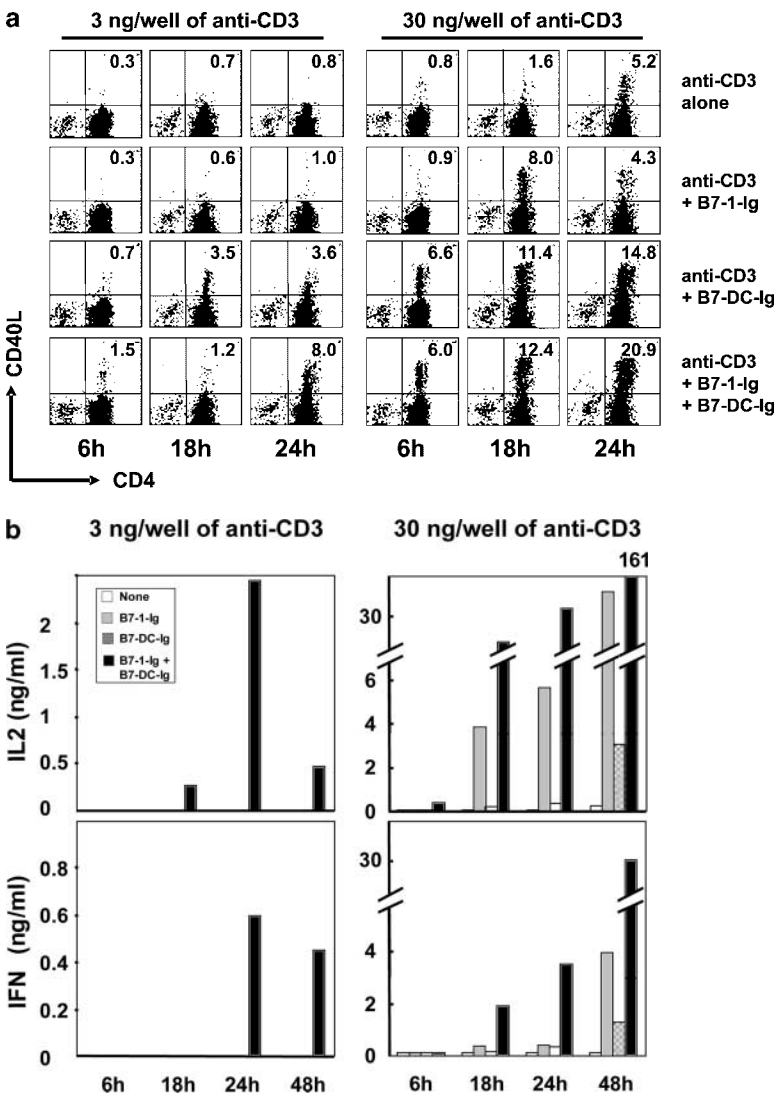 a
3 ng/well of anti-CD3 30 ng/well of anti-CD3
0.3 0.7 0.8 0.8 1.6 5.2
anti-CD3
alone
0.3 0.6 1.0 0.9 8.0 4.3
anti-CD3
+ B7-1-Ig
0.7 3.5 3.6 6.6 11.4 14.8
anti-CD3
+ B7-DC-Ig
1.5 1.2 8.0 6.0 12.4 20.9
anti-CD3
+ B7-1-Ig
+ B7-DC-Ig
CD40L
6h 18h 24h 6h 18h 24h
CD4
b
3 ng/well of anti-CD3 30 ng/well of anti-CD3
161
None
B7-1-Ig
B7-DC-Ig
B7-1-Ig +
B7-DC-Ig
IL2 (ng/ml)
2
1.5
1
0.5
0
30
6
4
2
0
IFN (ng/ml)
0.8
0.6
0.4
0.2
0
30
4
2
0
6h 18h 24h 48h 6h 18h 24h 48h